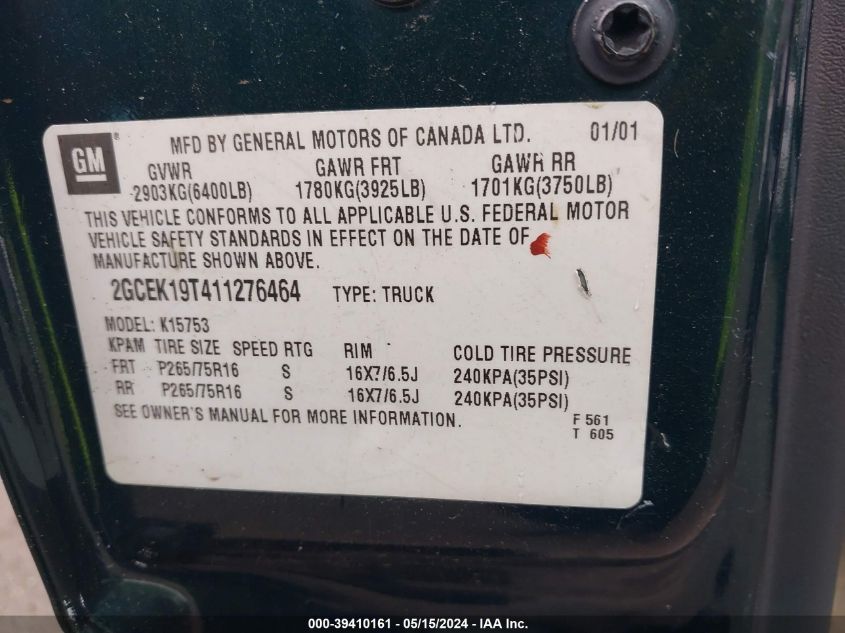 GM®
MFD BY GENERAL MOTORS OF CANADA LTD. 01/01
GVWR GAWR FRT GAWR RR
2903KG(6400LB) 1780KG(3925LB) 1701KG(3750LB)
THIS VEHICLE CONFORMS TO ALL APPLICABLE U.S. FEDERAL MOTOR
VEHICLE SAFETY STANDARDS IN EFFECT ON THE DATE OF
MANUFACTURE SHOWN ABOVE.
2GCEK19T411276464 TYPE: TRUCK
MODEL: K15753
KPAM TIRE SIZE SPEED RTG RIM COLD TIRE PRESSURE
FRT P265/75R16 S 16X7/6.5J 240KPA(35PSI)
RR P265/75R16 S 16X7/6.5J 240KPA(35PSI)
SEE OWNER'S MANUAL FOR MORE INFORMATION. F 561
T 605
000-39410161 - 05/15/2024 - IAA Inc.